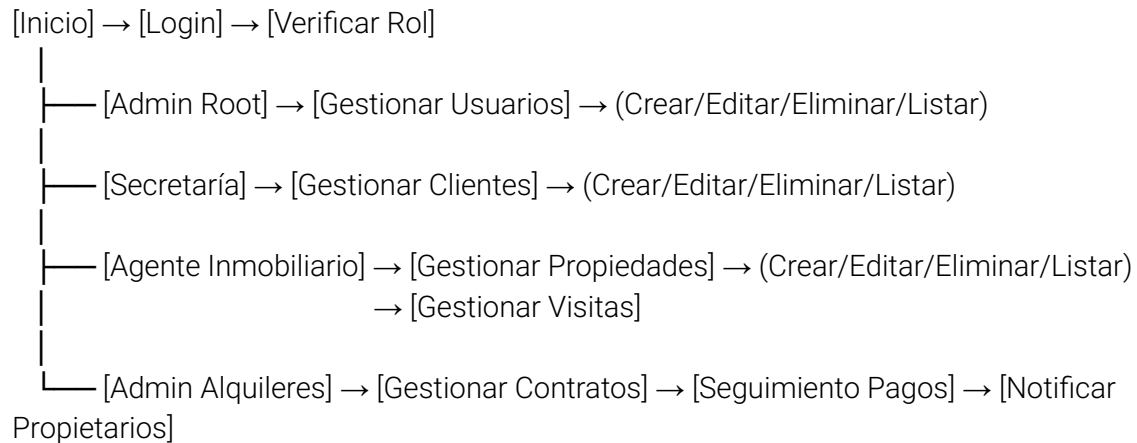 [Inicio] → [Login] → [Verificar Rol]
[Admin Root] → [Gestionar Usuarios] → (Crear/Editar/Eliminar/Listar)
[Secretaría] → [Gestionar Clientes] → (Crear/Editar/Eliminar/Listar)
[Agente Inmobiliario] → [Gestionar Propiedades] → (Crear/Editar/Eliminar/Listar)
→ [Gestionar Visitas]
[Admin Alquileres] → [Gestionar Contratos] → [Seguimiento Pagos] → [Notificar
Propietarios]